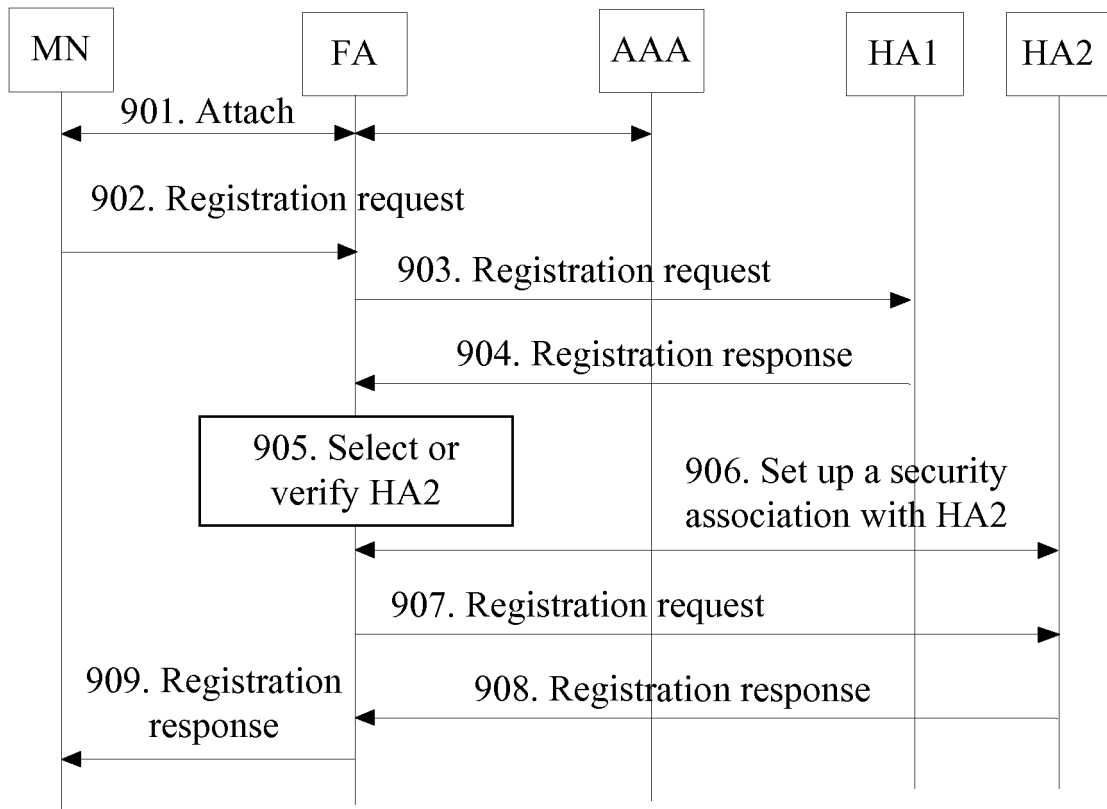 MN
FA
AAA
HA1
HA2
901. Attach
902. Registration request
903. Registration request
904. Registration response
905. Select or
verify HA2
906. Set up a security
association with HA2
907. Registration request
908. Registration response
909. Registration
response